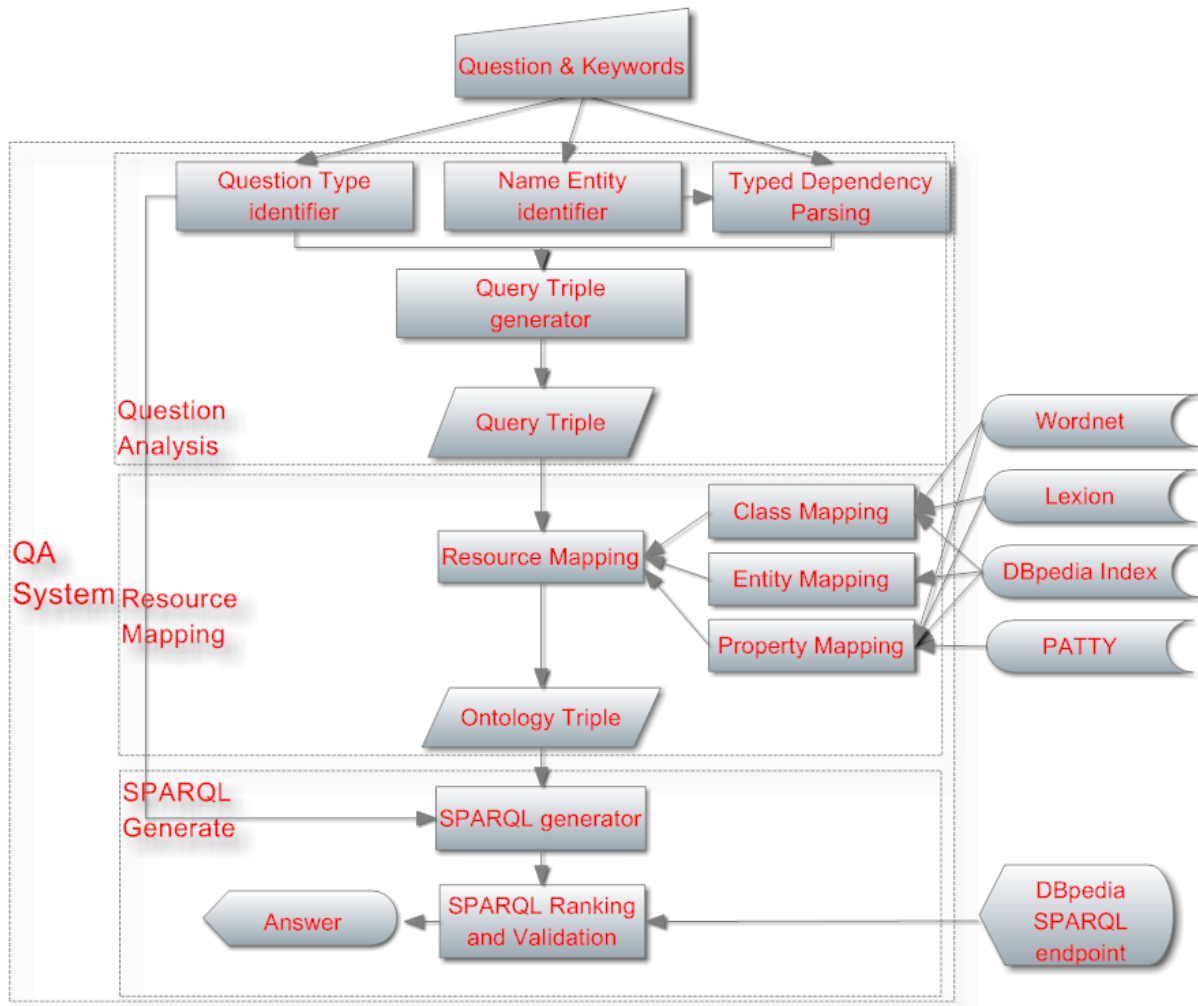 Question & Keywords
Question Type
identifier
Name Entity
identifier
Typed Dependency
Parsing
Query Triple
generator
Query Triple
Question
Analysis
Wordnet
Lexion
DBpedia Index
PATTY
Class Mapping
Entity Mapping
Property Mapping
Resource Mapping
QA
System
Resource
Mapping
Ontology Triple
SPARQL
Generate
SPARQL generator
SPARQL Ranking
and Validation
Answer
DBpedia
SPARQL
endpoint